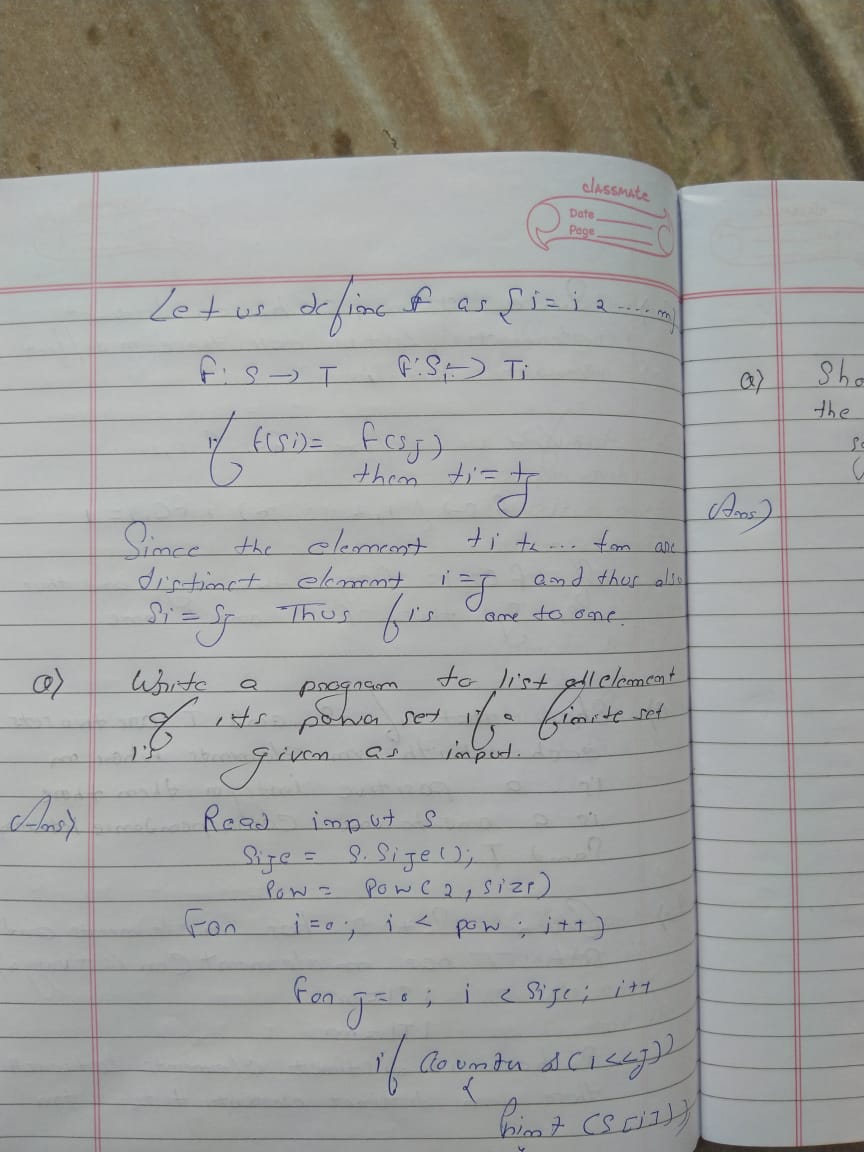 classmate
Date
Page
Let us define f as { i = i 2 ..... m}
f: S → T f: Si → Ti
if f(Si) = f(Sj)
then ti = tj
Since the element ti t2 ... tm are
distinct element i = j and thus also
Si = Sj Thus f is one to one.
Q) Write a program to list all element
of its power set if a finite set
is given as input.
Ans) Read input S
Size = S.Size();
Pow = Pow(2, size)
For i=0; i < pow; i++)
For j=0; i < Size; i++
if (Counter &(1<<j))
{
Print (S[i]))
Q) Sho
the
Ans)